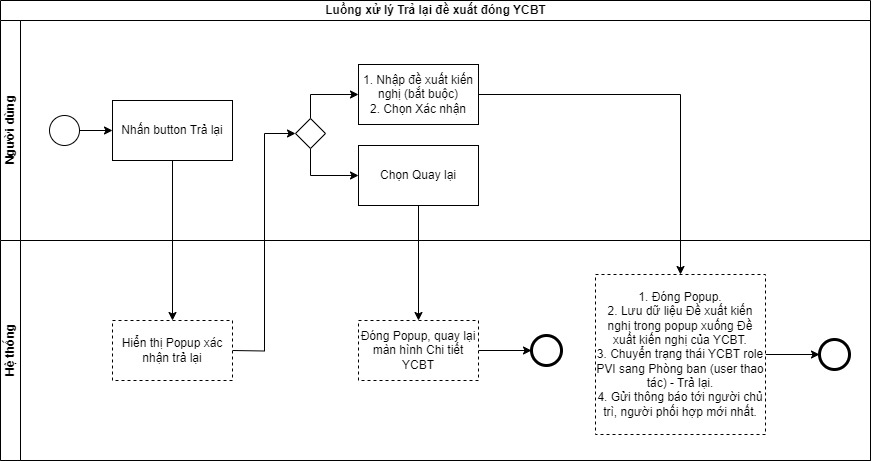 Luồng xử lý Trả lại đề xuất đóng YCBT
Người dùng
Nhấn button Trả lại
1. Nhập đề xuất kiến
nghị (bắt buộc)
2. Chọn Xác nhận
Chọn Quay lại
Hệ thống
Hiển thị Popup xác
nhận trả lại
Đóng Popup, quay lại
màn hình Chi tiết
YCBT
1. Đóng Popup.
2. Lưu dữ liệu Đề xuất kiến
nghị trong popup xuống Đề
xuất kiến nghị của YCBT.
3. Chuyển trạng thái YCBT role
PVI sang Phòng ban (user thao
tác) - Trả lại.
4. Gửi thông báo tới người chủ
trì, người phối hợp mới nhất.